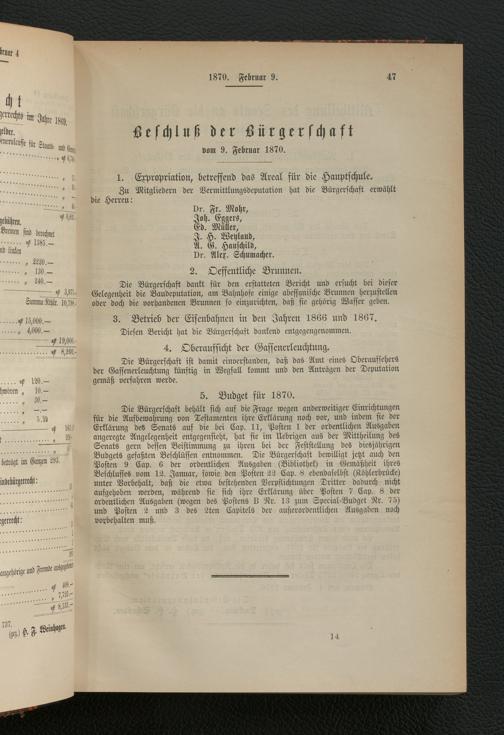 1870. Februar 9.
47
Beschluß der Bürgerschaft
vom 9. Februar 1870.
1. Expropriation, betreffend das Areal für die Hauptschule.
Zu Mitgliedern der Vermittlungsdeputation hat die Bürgerschaft erwählt
die Herren:
Dr. Fr. Mohr,
Joh. Eggers,
Ed. Müller,
J. H. Weyland,
A. G. Hauschild,
Dr. Alex. Schumacher.
2. Oeffentliche Brunnen.
Die Bürgerschaft dankt für den erstatteten Bericht und ersucht bei dieser
Gelegenheit die Baudeputation, am Bahnhofe einige abessynische Brunnen herzustellen
oder doch die vorhandenen Brunnen so einzurichten, daß sie gehörig Wasser geben.
3. Betrieb der Eisenbahnen in den Jahren 1866 und 1867.
Diesen Bericht hat die Bürgerschaft dankend entgegengenommen.
4. Oberaufsicht der Gassenerleuchtung.
Die Bürgerschaft ist damit einverstanden, daß das Amt eines Oberaufsehers
der Gassenerleuchtung künftig in Wegfall kommt und den Anträgen der Deputation
gemäß verfahren werde.
5. Budget für 1870.
Die Bürgerschaft behält sich auf die Frage wegen anderweitiger Einrichtungen
für die Aufbewahrung von Testamenten ihre Erklärung noch vor, und indem sie der
Erklärung des Senats auf die bei Cap. 11, Posten 1 der ordentlichen Ausgaben
angeregte Angelegenheit entgegensieht, hat sie im Uebrigen aus der Mittheilung des
Senats gern dessen Beistimmung zu ihren bei der Feststellung des diesjährigen
Budgets gefaßten Beschlüssen entnommen. Die Bürgerschaft bewilligt jetzt auch den
Posten 9 Cap. 6 der ordentlichen Ausgaben (Bibliothek) in Gemäßheit ihres
Beschlusses vom 12. Januar, sowie den Posten 22 Cap. 8 ebendaselbst (Köhlerbrücke)
unter Vorbehalt, daß die etwa bestehenden Verpflichtungen Dritter dadurch nicht
aufgehoben werden, während sie sich ihre Erklärung über Posten 7 Cap. 8 der
ordentlichen Ausgaben (wegen des Postens B Nr. 13 zum Special-Budget Nr. 75)
und Posten 2 und 3 des 2ten Capitels der außerordentlichen Ausgaben noch
vorbehalten muß.
14
(gez.) H. F. Weinhagen.